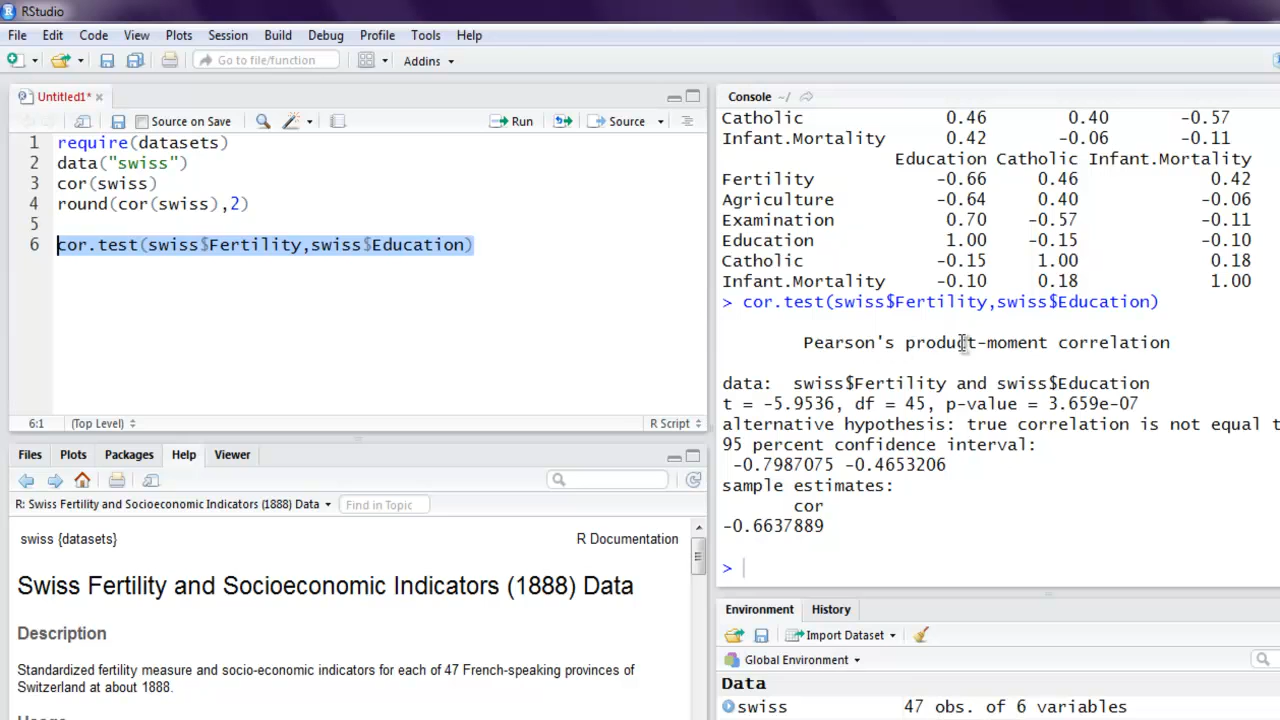 RStudio
File Edit Code View Plots Session Build Debug Profile Tools Help
Go to file/function Addins
Untitled1*
Source on Save Run Source
1 require(datasets)
2 data("swiss")
3 cor(swiss)
4 round(cor(swiss),2)
5
6 cor.test(swiss$Fertility,swiss$Education)
6:1 (Top Level) R Script
Files Plots Packages Help Viewer
R: Swiss Fertility and Socioeconomic Indicators (1888) Data Find in Topic
swiss {datasets} R Documentation
Swiss Fertility and Socioeconomic Indicators (1888) Data
Description
Standardized fertility measure and socio-economic indicators for each of 47 French-speaking provinces of
Switzerland at about 1888.
Console ~/
Catholic 0.46 0.40 -0.57
Infant.Mortality 0.42 -0.06 -0.11
Education Catholic Infant.Mortality
Fertility -0.66 0.46 0.42
Agriculture -0.64 0.40 -0.06
Examination 0.70 -0.57 -0.11
Education 1.00 -0.15 -0.10
Catholic -0.15 1.00 0.18
Infant.Mortality -0.10 0.18 1.00
> cor.test(swiss$Fertility,swiss$Education)
Pearson's product-moment correlation
data: swiss$Fertility and swiss$Education
t = -5.9536, df = 45, p-value = 3.659e-07
alternative hypothesis: true correlation is not equal t
95 percent confidence interval:
-0.7987075 -0.4653206
sample estimates:
cor
-0.6637889
>
Environment History
Import Dataset
Global Environment
Data
swiss 47 obs. of 6 variables